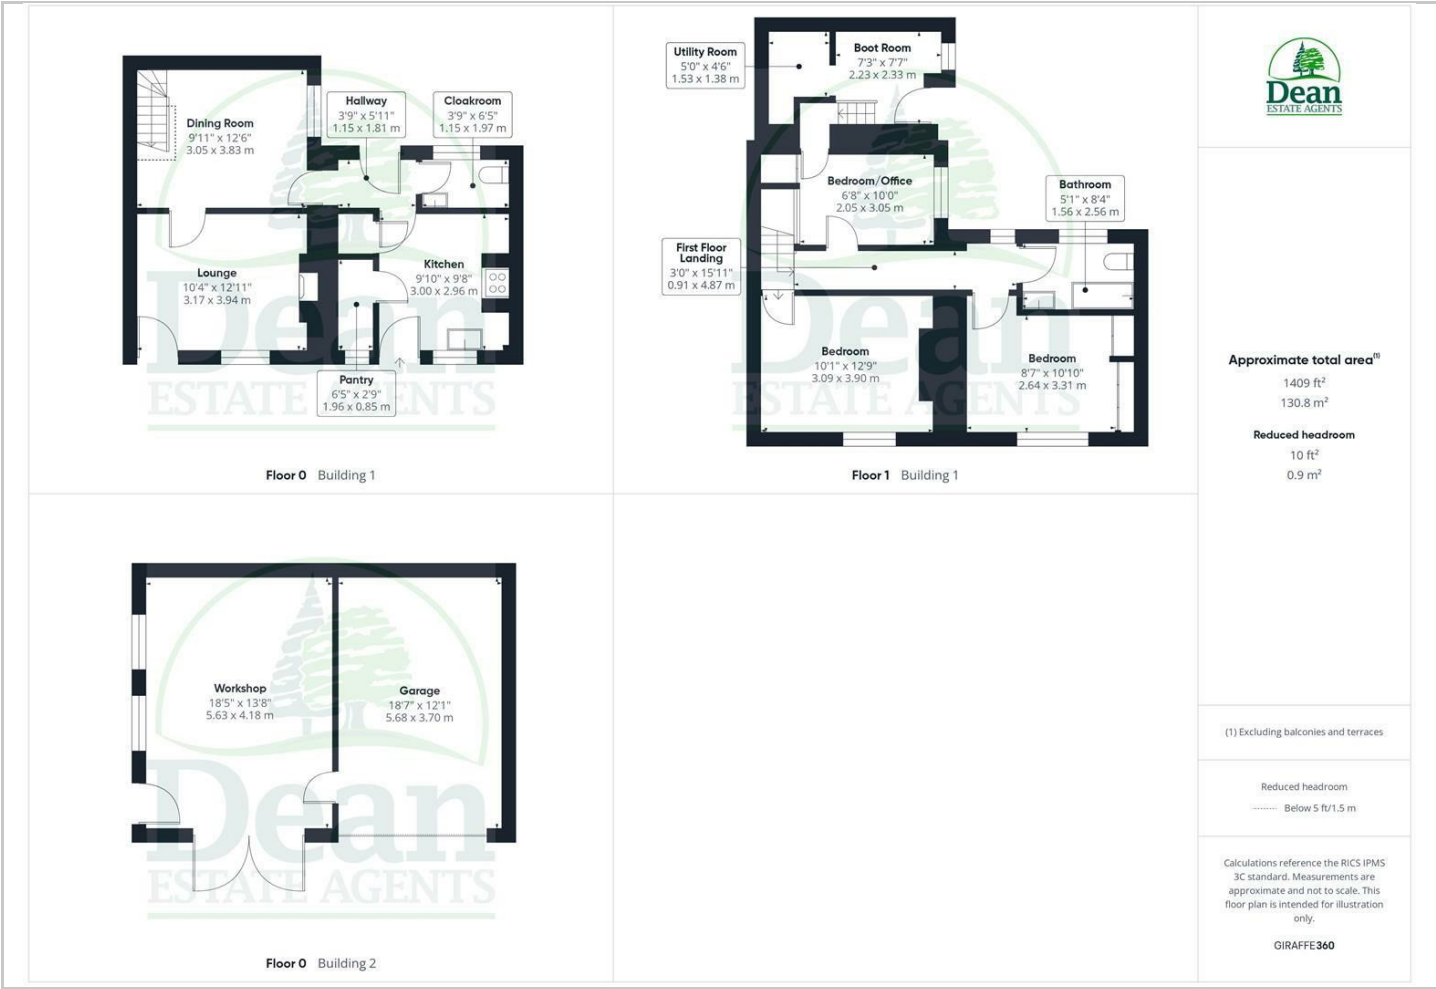 Dining Room
9'11" x 12'6"
3.05 x 3.83 m
Hallway
3'9" x 5'11"
1.15 x 1.81 m
Cloakroom
3'9" x 6'5"
1.15 x 1.97 m
Lounge
10'4" x 12'11"
3.17 x 3.94 m
Kitchen
9'10" x 9'8"
3.00 x 2.96 m
Pantry
6'5" x 2'9"
1.96 x 0.85 m
Dean
ESTATE AGENTS
Floor 0 Building 1
Utility Room
5'0" x 4'6"
1.53 x 1.38 m
Boot Room
7'3" x 7'7"
2.23 x 2.33 m
Bedroom/Office
6'8" x 10'0"
2.05 x 3.05 m
Bathroom
5'1" x 8'4"
1.56 x 2.56 m
First Floor
Landing
3'0" x 15'11"
0.91 x 4.87 m
Bedroom
10'1" x 12'9"
3.09 x 3.90 m
Bedroom
8'7" x 10'10"
2.64 x 3.31 m
Dean
ESTATE AGENTS
Floor 1 Building 1
Workshop
18'5" x 13'8"
5.63 x 4.18 m
Garage
18'7" x 12'1"
5.68 x 3.70 m
Dean
ESTATE AGENTS
Floor 0 Building 2
Dean
ESTATE AGENTS
Approximate total area(1)
1409 ft²
130.8 m²
Reduced headroom
10 ft²
0.9 m²
(1) Excluding balconies and terraces
Reduced headroom
Below 5 ft/1.5 m
Calculations reference the RICS IPMS
3C standard. Measurements are
approximate and not to scale. This
floor plan is intended for illustration
only.
GIRAFFE360